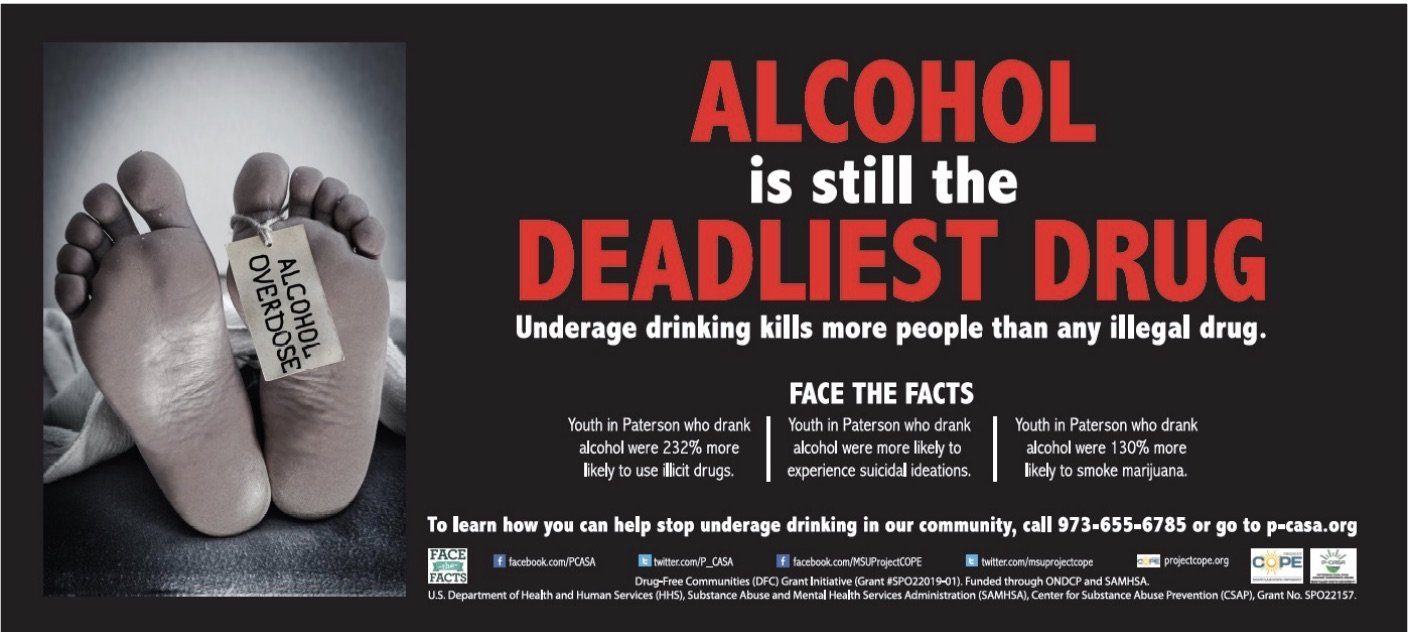 ALCOHOL
OVERDOSE
ALCOHOL
is still the
DEADLIEST DRUG
Underage drinking kills more people than any illegal drug.
FACE THE FACTS
Youth in Paterson who drank
alcohol were 232% more
likely to use illicit drugs.
Youth in Paterson who drank
alcohol were more likely to
experience suicidal ideations.
Youth in Paterson who drank
alcohol were 130% more
likely to smoke marijuana.
To learn how you can help stop underage drinking in our community, call 973-655-6785 or go to p-casa.org
FACE
the
FACTS
f facebook.com/PCASA
t twitter.com/P_CASA
f facebook.com/MSUProjectCOPE
t twitter.com/msuprojectcope
COPE projectcope.org
PROJECT
COPE
P-CASA
Drug-Free Communities (DFC) Grant Initiative (Grant #SPO22019-01). Funded through ONDCP and SAMHSA.
U.S. Department of Health and Human Services (HHS), Substance Abuse and Mental Health Services Administration (SAMHSA), Center for Substance Abuse Prevention (CSAP), Grant No. SPO22157.